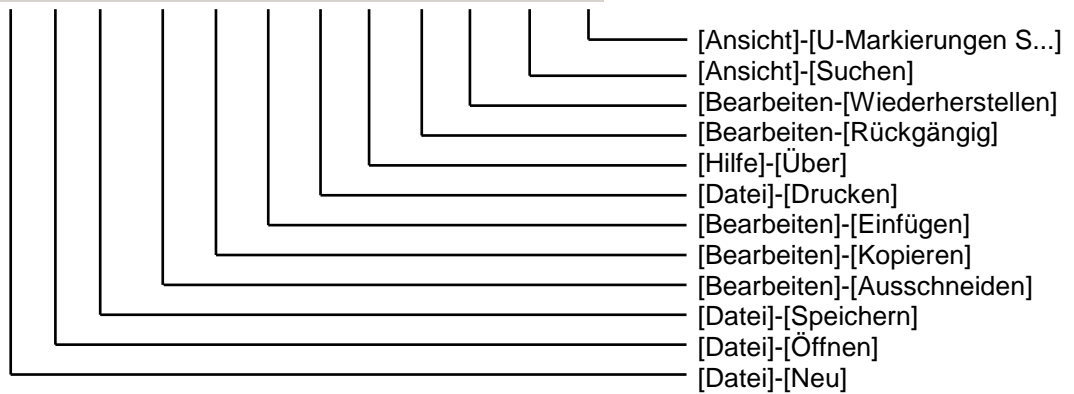 [Ansicht]-[U-Markierungen S...]
[Ansicht]-[Suchen]
[Bearbeiten-[Wiederherstellen]
[Bearbeiten-[Rückgängig]
[Hilfe]-[Über]
[Datei]-[Drucken]
[Bearbeiten]-[Einfügen]
[Bearbeiten]-[Kopieren]
[Bearbeiten]-[Ausschneiden]
[Datei]-[Speichern]
[Datei]-[Öffnen]
[Datei]-[Neu]